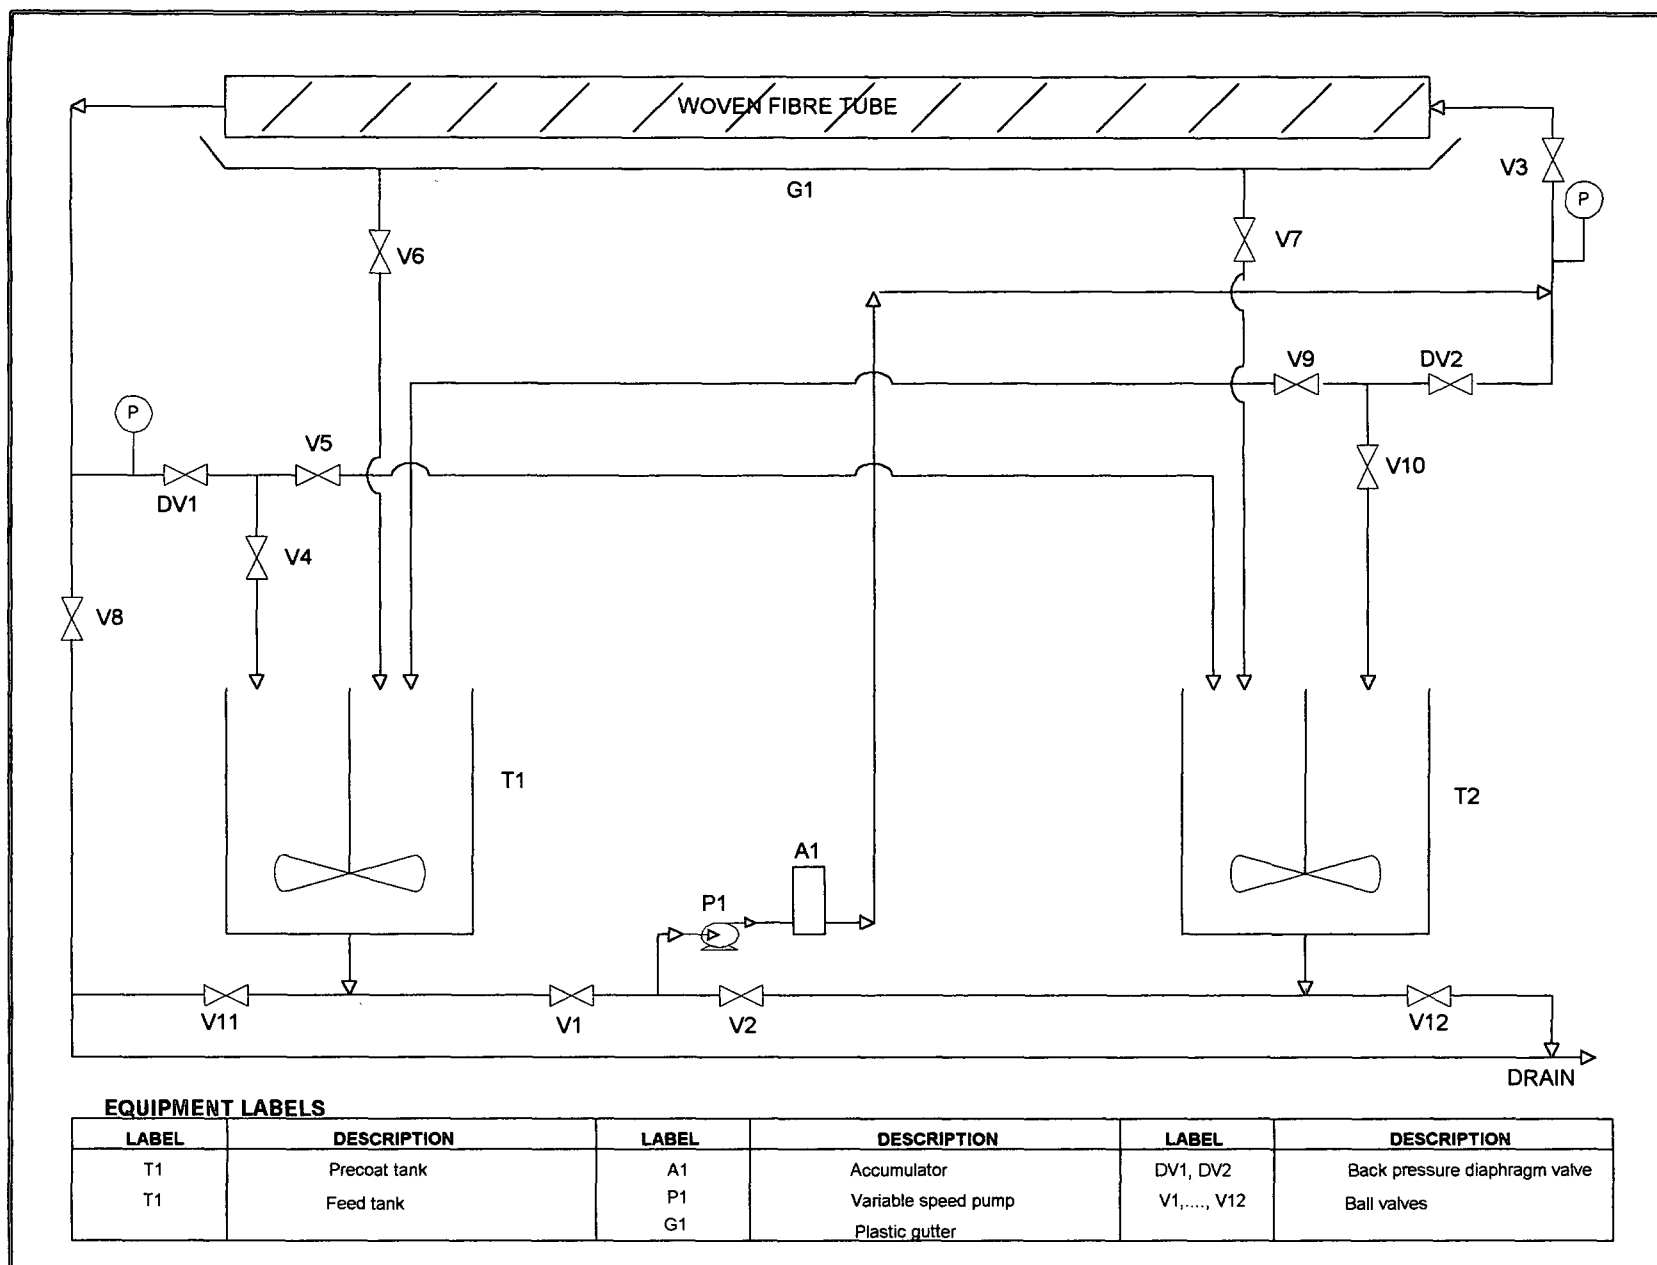 WOVEN FIBRE TUBE
V3
G1
P
V6
V7
V9
DV2
P
V5
V10
DV1
V4
V8
T1
T2
A1
P1
V11
V1
V2
V12
DRAIN
EQUIPMENT LABELS
LABEL DESCRIPTION LABEL DESCRIPTION LABEL DESCRIPTION
T1 Precoat tank A1 Accumulator DV1, DV2 Back pressure diaphragm valve
T1 Feed tank P1 Variable speed pump V1,...., V12 Ball valves
G1 Plastic gutter